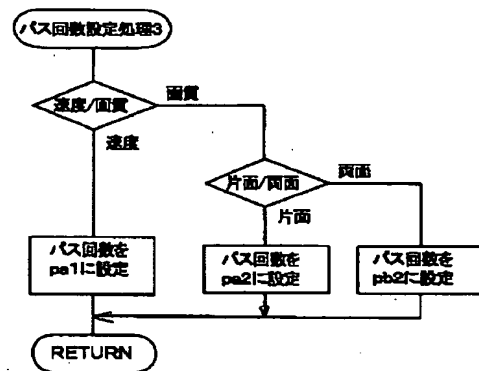 パス回数設定処理3
速度/画質
画質
速度
片面/両面
両面
片面
パス回数を
pa1に設定
パス回数を
pa2に設定
パス回数を
pb2に設定
RETURN